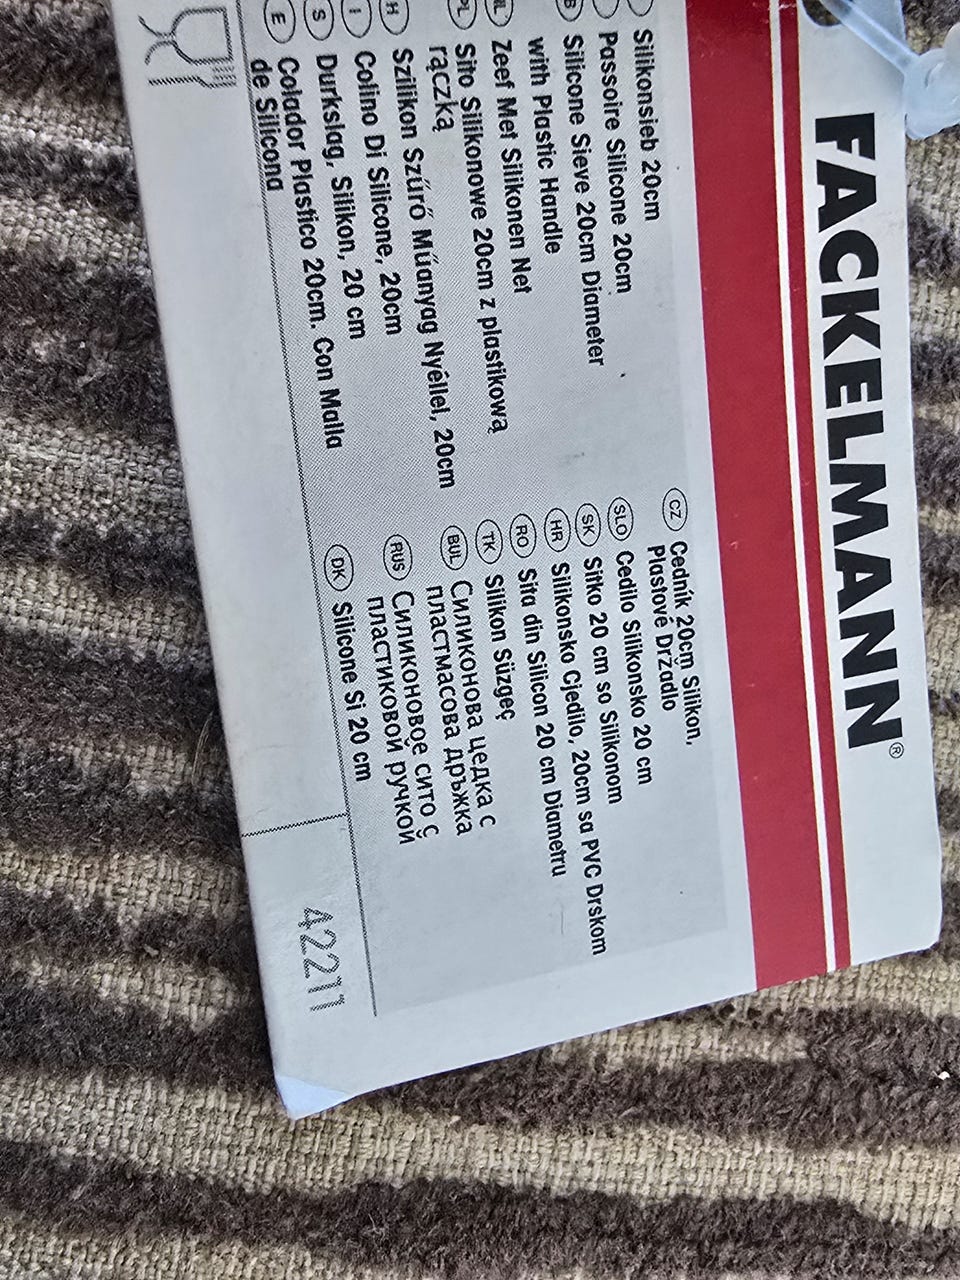 FACKELMANN®
Silikonsieb 20cm
Passoire Silicone 20cm
B Silicone Sieve 20cm Diameter
with Plastic Handle
NL Zeef Met Silikonen Net
PL Sito Silikonowe 20cm z plastikową
rączką
H Szilikon Szűrő Műanyag Nyéllel, 20cm
I Colino Di Silicone, 20cm
S Durkslag, Silikon, 20 cm
E Colador Plastico 20cm. Con Malla
de Silicona
CZ Cedník 20cm Silikon,
Plastové Držadlo
SLO Cedilo Silikonsko 20 cm
SK Sitko 20 cm so Silikonom
HR Silikonsko Cjedilo, 20cm sa PVC Drskom
RO Sita din Silicon 20 cm Diametru
TK Silikon Süzgeç
BUL Силиконова цедка с
пластмасова дръжка
RUS Силиконовое сито с
пластиковой ручкой
DK Silicone Si 20 cm
42211